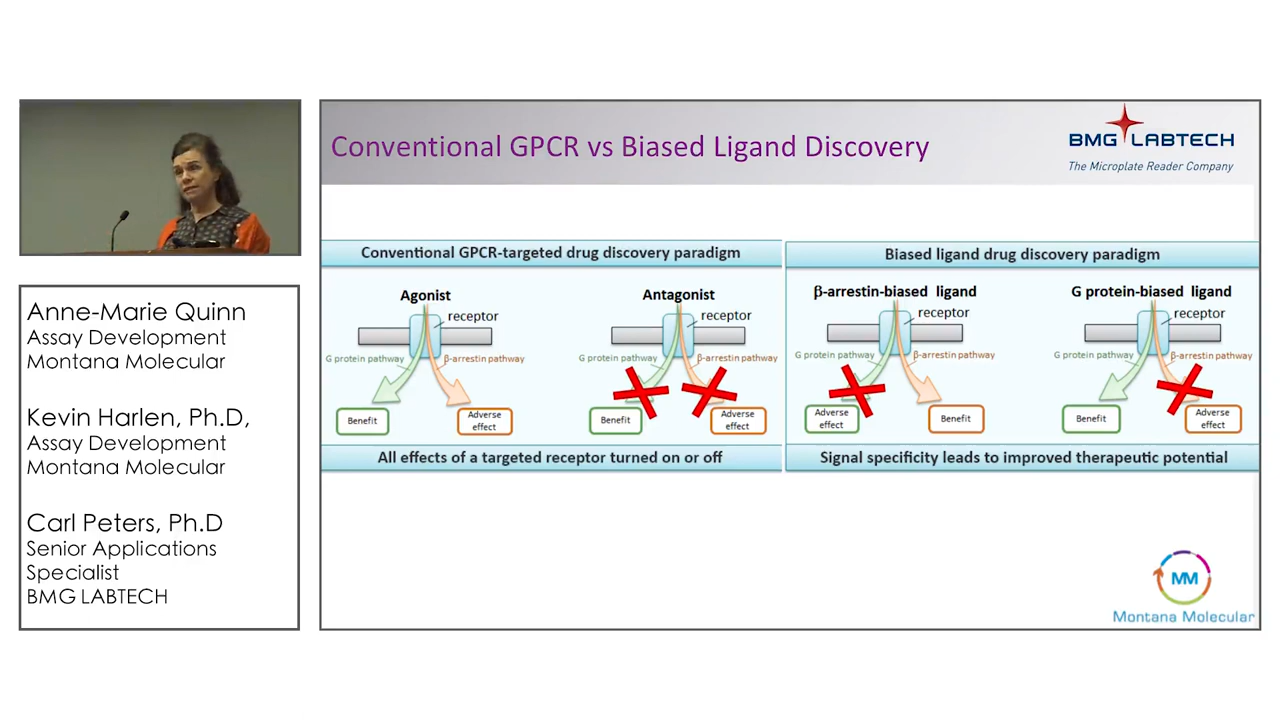 Conventional GPCR vs Biased Ligand Discovery
BMG LABTECH
The Microplate Reader Company
Anne-Marie Quinn
Assay Development
Montana Molecular
Kevin Harlen, Ph.D,
Assay Development
Montana Molecular
Carl Peters, Ph.D
Senior Applications
Specialist
BMG LABTECH
Conventional GPCR-targeted drug discovery paradigm
Agonist
receptor
G protein pathway
β-arrestin pathway
Benefit
Adverse
effect
Antagonist
receptor
G protein pathway
β-arrestin pathway
Benefit
Adverse
effect
All effects of a targeted receptor turned on or off
Biased ligand drug discovery paradigm
β-arrestin-biased ligand
receptor
G protein pathway
β-arrestin pathway
Adverse
effect
Benefit
G protein-biased ligand
receptor
G protein pathway
β-arrestin pathway
Benefit
Adverse
effect
Signal specificity leads to improved therapeutic potential
MM
Montana Molecular